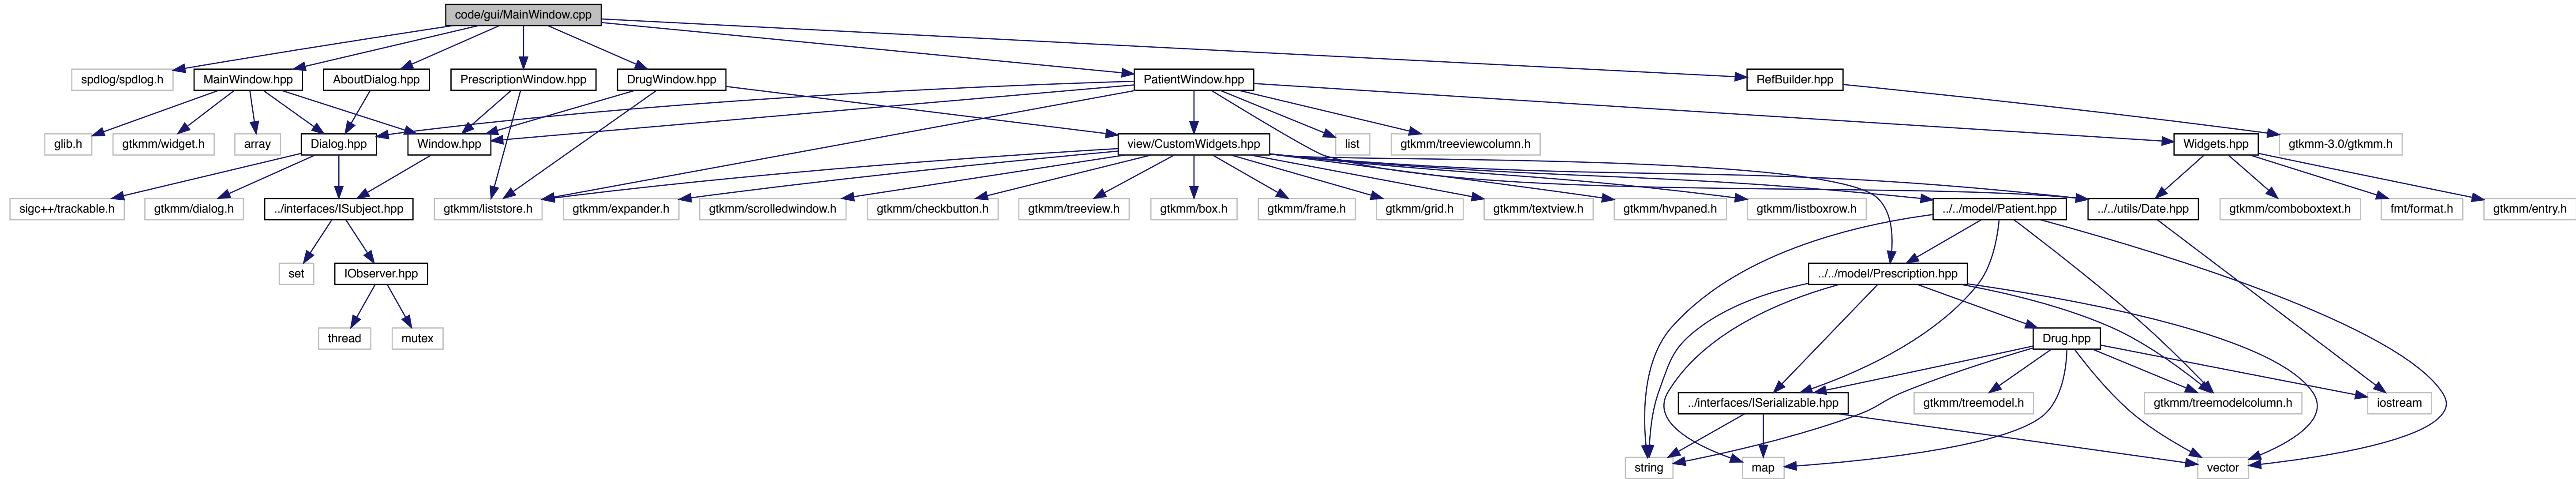 code/gui/MainWindow.cpp
spdlog/spdlog.h
MainWindow.hpp
AboutDialog.hpp
PrescriptionWindow.hpp
DrugWindow.hpp
PatientWindow.hpp
RefBuilder.hpp
glib.h
gtkmm/widget.h
array
Dialog.hpp
Window.hpp
view/CustomWidgets.hpp
list
gtkmm/treeviewcolumn.h
Widgets.hpp
gtkmm-3.0/gtkmm.h
sigc++/trackable.h
gtkmm/dialog.h
../interfaces/ISubject.hpp
gtkmm/liststore.h
gtkmm/expander.h
gtkmm/scrolledwindow.h
gtkmm/checkbutton.h
gtkmm/treeview.h
gtkmm/box.h
gtkmm/frame.h
gtkmm/grid.h
gtkmm/textview.h
gtkmm/hvpaned.h
gtkmm/listboxrow.h
../../model/Patient.hpp
../../utils/Date.hpp
gtkmm/comboboxtext.h
fmt/format.h
gtkmm/entry.h
set
IObserver.hpp
../../model/Prescription.hpp
thread
mutex
Drug.hpp
../interfaces/ISerializable.hpp
gtkmm/treemodel.h
gtkmm/treemodelcolumn.h
iostream
string
map
vector